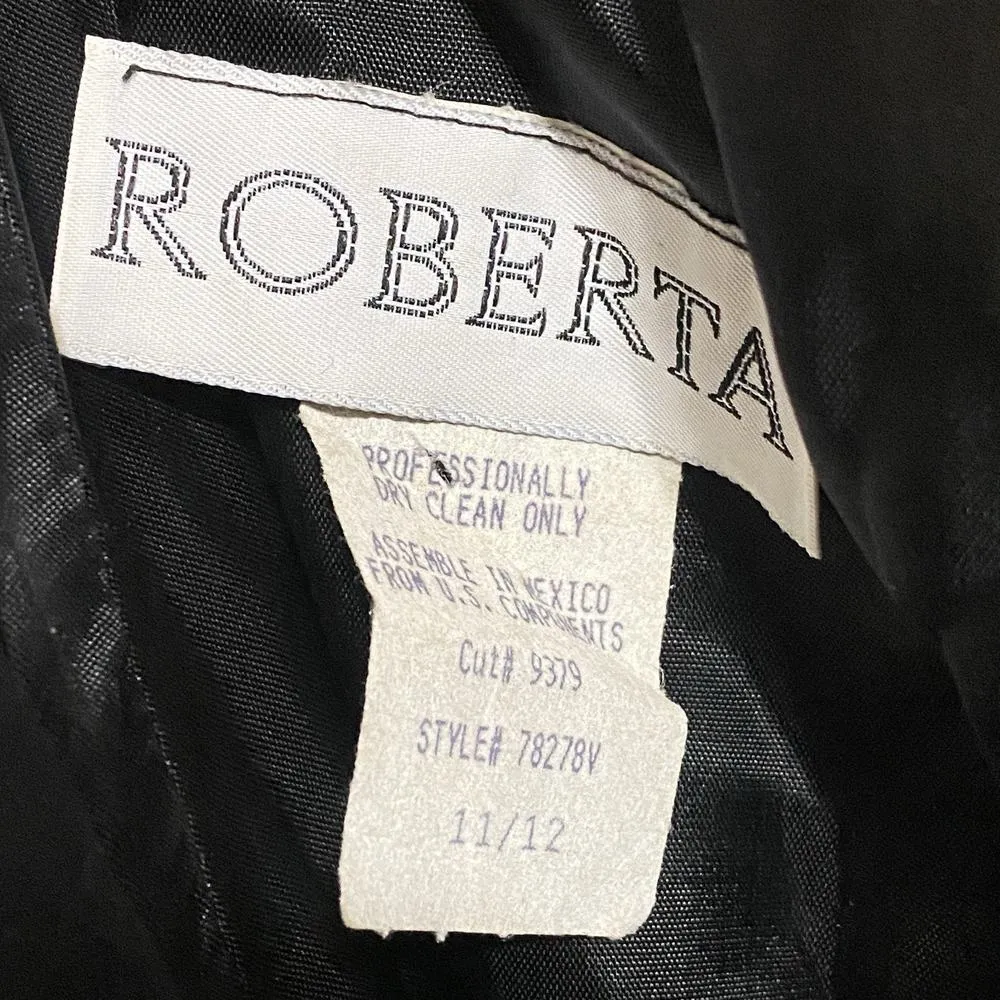 ROBERTA
PROFESSIONALLY
DRY CLEAN ONLY
ASSEMBLE IN MEXICO
FROM U.S. COMPONENTS
Cut# 9379
STYLE# 78278V
11/12